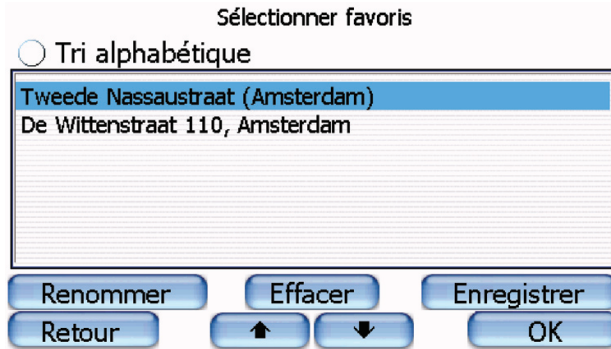 Sélectionner favoris
Tri alphabétique
Tweede Nassaustraat (Amsterdam)
De Wittenstraat 110, Amsterdam
Renommer Effacer Enregistrer
Retour OK